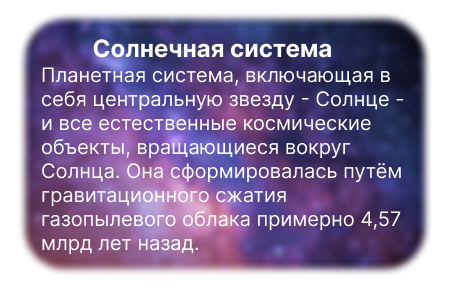 Солнечная система
Планетная система, включающая в
себя центральную звезду - Солнце -
и все естественные космические
объекты, вращающиеся вокруг
Солнца. Она сформировалась путём
гравитационного сжатия
газопылевого облака примерно 4,57
млрд лет назад.